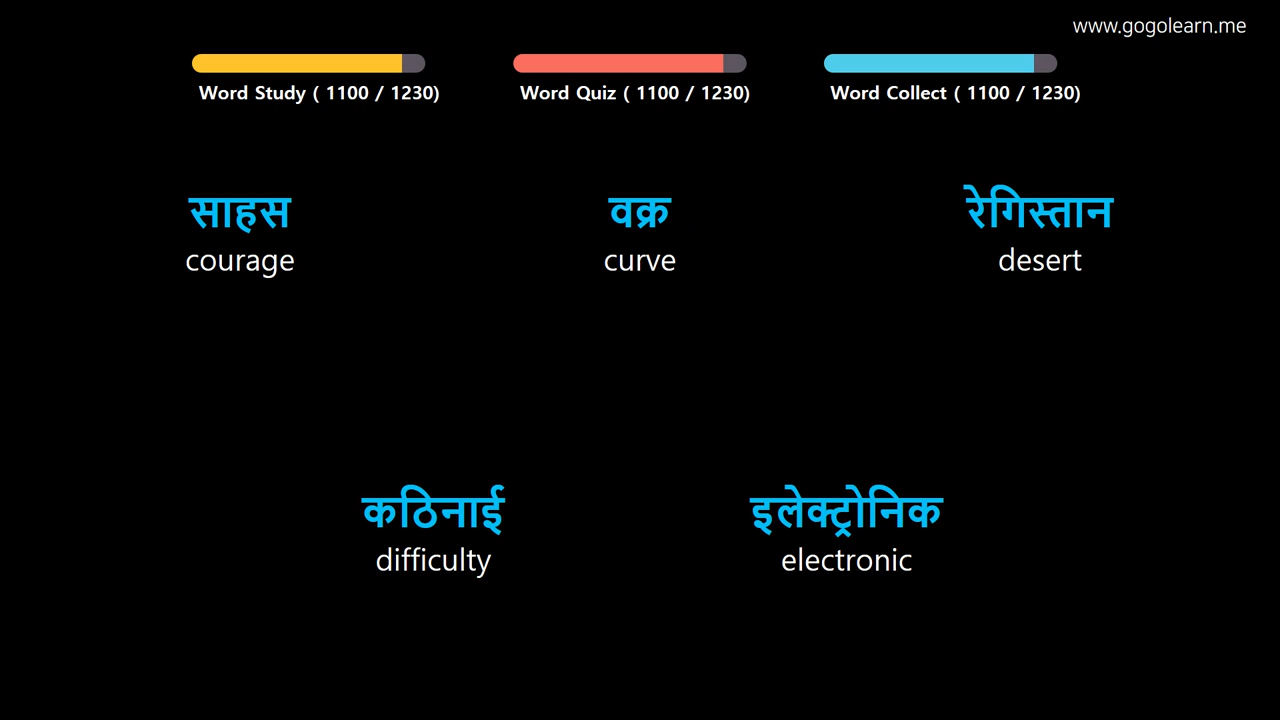 www.gogolearn.me
Word Study ( 1100 / 1230)
Word Quiz ( 1100 / 1230)
Word Collect ( 1100 / 1230)
साहस
courage
वक्र
curve
रेगिस्तान
desert
कठिनाई
difficulty
इलेक्ट्रोनिक
electronic